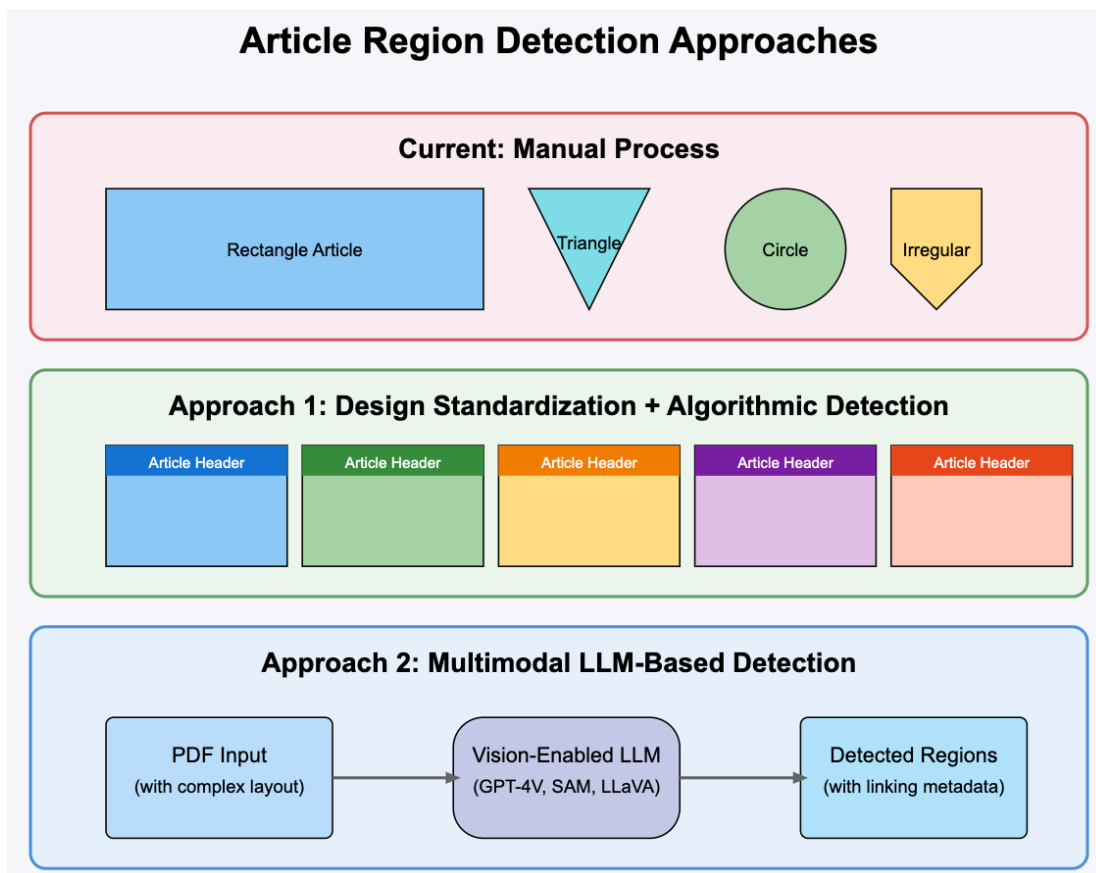 Article Region Detection Approaches
Current: Manual Process
Rectangle Article
Triangle
Circle
Irregular
Approach 1: Design Standardization + Algorithmic Detection
Article Header
Article Header
Article Header
Article Header
Article Header
Approach 2: Multimodal LLM-Based Detection
PDF Input
(with complex layout)
Vision-Enabled LLM
(GPT-4V, SAM, LLaVA)
Detected Regions
(with linking metadata)